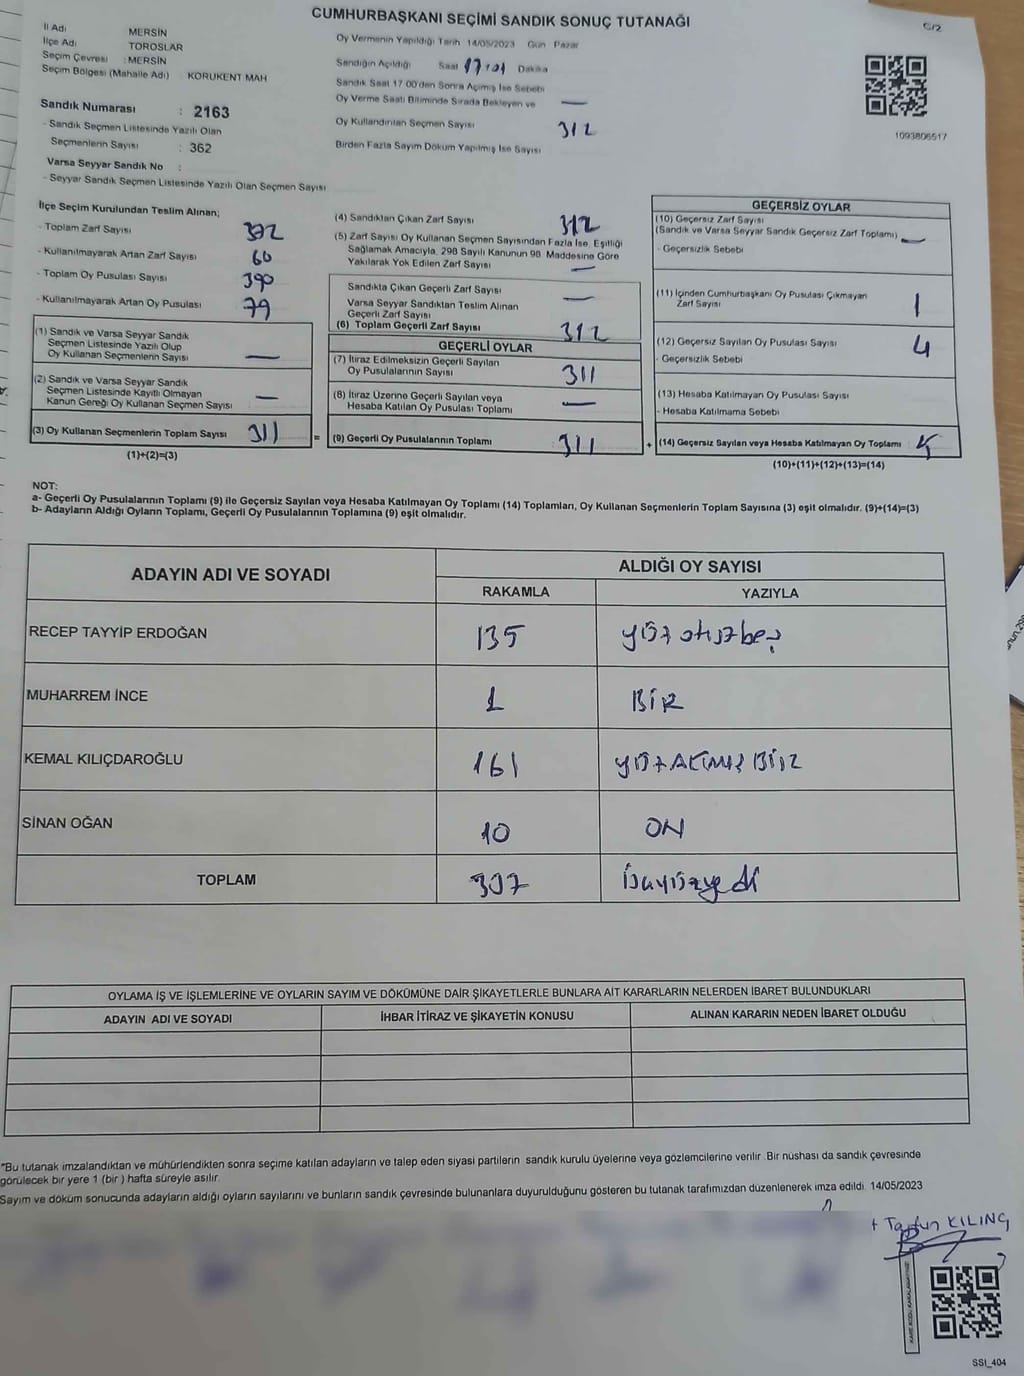 CUMHURBAŞKANI SEÇİMİ SANDIK SONUÇ TUTANAĞI
C/2
İl Adı MERSİN
İlçe Adı TOROSLAR
Seçim Çevresi : MERSİN
Seçim Bölgesi (Mahalle Adı) KORUKENT MAH
Sandık Numarası : 2163
- Sandık Seçmen Listesinde Yazılı Olan
Seçmenlerin Sayısı : 362
Varsa Seyyar Sandık No :
- Seyyar Sandık Seçmen Listesinde Yazılı Olan Seçmen Sayısı
Oy Vermenin Yapıldığı Tarih 14/05/2023 Gün Pazar
Sandığın Açıldığı Saat 17:01 Dakika
Sandık Saat 17 00'den Sonra Açımış İse Sebebi
Oy Verme Saati Bitiminde Sırada Bekleyen ve —
Oy Kullandırılan Seçmen Sayısı 312
Birden Fazla Sayım Döküm Yapılmış İse Sayısı
1093806517
İlçe Seçim Kurulundan Teslim Alınan;
- Toplam Zarf Sayısı 372
- Kullanılmayarak Artan Zarf Sayısı 60
- Toplam Oy Pusulası Sayısı 390
- Kullanılmayarak Artan Oy Pusulası 79
(1) Sandık ve Varsa Seyyar Sandık
Seçmen Listesinde Yazılı Olup
Oy Kullanan Seçmenlerin Sayısı —
(2) Sandık ve Varsa Seyyar Sandık
Seçmen Listesinde Kayıtlı Olmayan
Kanun Gereği Oy Kullanan Seçmen Sayısı —
(3) Oy Kullanan Seçmenlerin Toplam Sayısı 311
(1)+(2)=(3)
(4) Sandıktan Çıkan Zarf Sayısı 312
(5) Zarf Sayısı Oy Kullanan Seçmen Sayısından Fazla İse, Eşitliği
Sağlamak Amacıyla, 298 Sayılı Kanunun 98. Maddesine Göre
Yakılarak Yok Edilen Zarf Sayısı —
Sandıkta Çıkan Geçerli Zarf Sayısı —
Varsa Seyyar Sandıktan Teslim Alınan
Geçerli Zarf Sayısı
(6) Toplam Geçerli Zarf Sayısı 312
GEÇERLİ OYLAR
(7) İtiraz Edilmeksizin Geçerli Sayılan
Oy Pusulalarının Sayısı 311
(8) İtiraz Üzerine Geçerli Sayılan veya
Hesaba Katılan Oy Pusulası Toplamı —
= (9) Geçerli Oy Pusulalarının Toplamı 311
GEÇERSİZ OYLAR
(10) Geçersiz Zarf Sayısı
(Sandık ve Varsa Seyyar Sandık Geçersiz Zarf Toplamı) —
- Geçersizlik Sebebi
(11) İçinden Cumhurbaşkanı Oy Pusulası Çıkmayan
Zarf Sayısı 1
(12) Geçersiz Sayılan Oy Pusulası Sayısı 4
- Geçersizlik Sebebi
(13) Hesaba Katılmayan Oy Pusulası Sayısı
- Hesaba Katılmama Sebebi
+ (14) Geçersiz Sayılan veya Hesaba Katılmayan Oy Toplamı 5
(10)+(11)+(12)+(13)=(14)
NOT:
a- Geçerli Oy Pusulalarının Toplamı (9) ile Geçersiz Sayılan veya Hesaba Katılmayan Oy Toplamı (14) Toplamları, Oy Kullanan Seçmenlerin Toplam Sayısına (3) eşit olmalıdır. (9)+(14)=(3)
b- Adayların Aldığı Oyların Toplamı, Geçerli Oy Pusulalarının Toplamına (9) eşit olmalıdır.
ADAYIN ADI VE SOYADI
ALDIĞI OY SAYISI
RAKAMLA YAZIYLA
RECEP TAYYİP ERDOĞAN 135 yüz otuzbeş
MUHARREM İNCE 1 BİR
KEMAL KILIÇDAROĞLU 161 yüzALTMIŞ BİR
SİNAN OĞAN 10 ON
TOPLAM 307 üçyüzyedi
OYLAMA İŞ VE İŞLEMLERİNE VE OYLARIN SAYIM VE DÖKÜMÜNE DAİR ŞİKAYETLERLE BUNLARA AİT KARARLARIN NELERDEN İBARET BULUNDUKLARI
ADAYIN ADI VE SOYADI İHBAR İTİRAZ VE ŞİKAYETİN KONUSU ALINAN KARARIN NEDEN İBARET OLDUĞU
"Bu tutanak imzalandıktan ve mühürlendikten sonra seçime katılan adayların ve talep eden siyasi partilerin sandık kurulu üyelerine veya gözlemcilerine verilir .Bir nüshası da sandık çevresinde
görülecek bir yere 1 (bir ) hafta süreyle asılır.
Sayım ve döküm sonucunda adayların aldığı oyların sayılarını ve bunların sandık çevresinde bulunanlara duyurulduğunu gösteren bu tutanak tarafımızdan düzenlenerek imza edildi. 14/05/2023
+ Tayfun KILINÇ
SSI_404